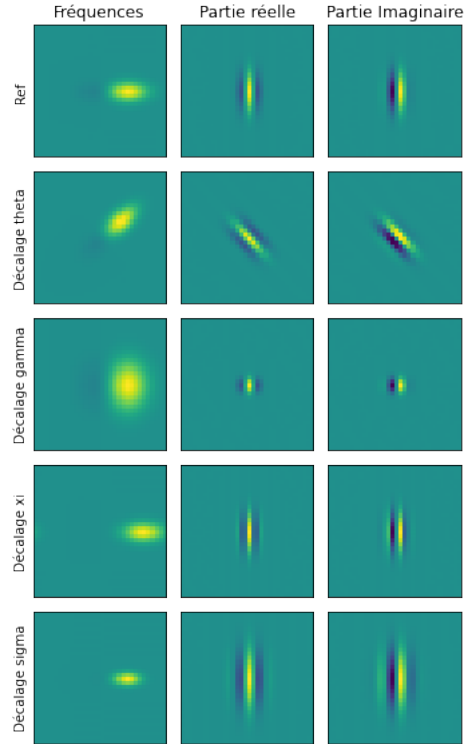 Fréquences Partie réelle Partie Imaginaire
Ref
Décalage theta
Décalage gamma
Décalage xi
Décalage sigma